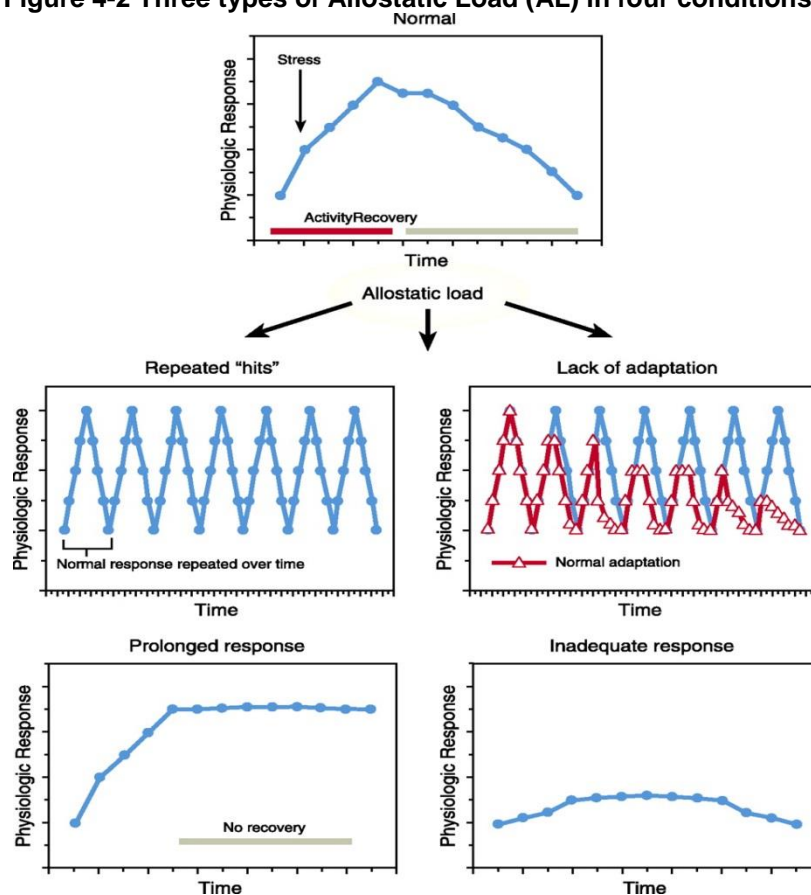 Figure 4-2 Three types of Allostatic Load (AL) in four conditions
Normal
Stress
Physiologic Response
ActivityRecovery
Time
Allostatic load
Repeated "hits"
Physiologic Response
Normal response repeated over time
Time
Lack of adaptation
Physiologic Response
Normal adaptation
Time
Prolonged response
Physiologic Response
No recovery
Time
Inadequate response
Physiologic Response
Time